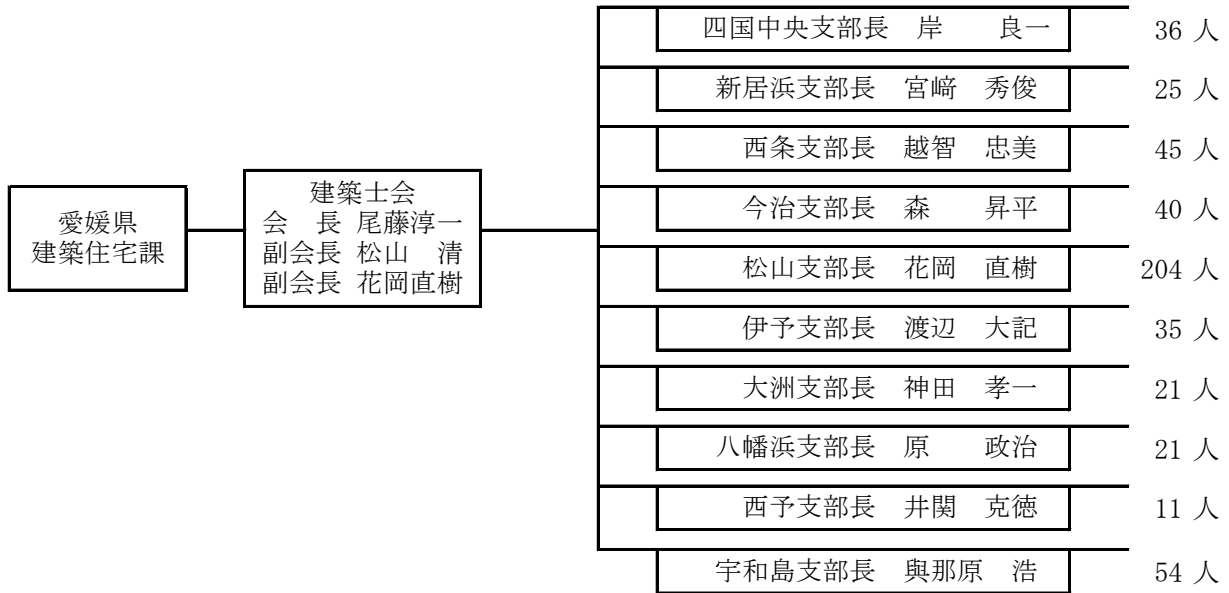 愛媛県
建築住宅課
建築士会
会　長 尾藤淳一
副会長 松山　清
副会長 花岡直樹
四国中央支部長　岸　　良一　36 人
新居浜支部長　宮﨑　秀俊　25 人
西条支部長　越智　忠美　45 人
今治支部長　森　　昇平　40 人
松山支部長　花岡　直樹　204 人
伊予支部長　渡辺　大記　35 人
大洲支部長　神田　孝一　21 人
八幡浜支部長　原　　政治　21 人
西予支部長　井関　克徳　11 人
宇和島支部長　與那原　浩　54 人